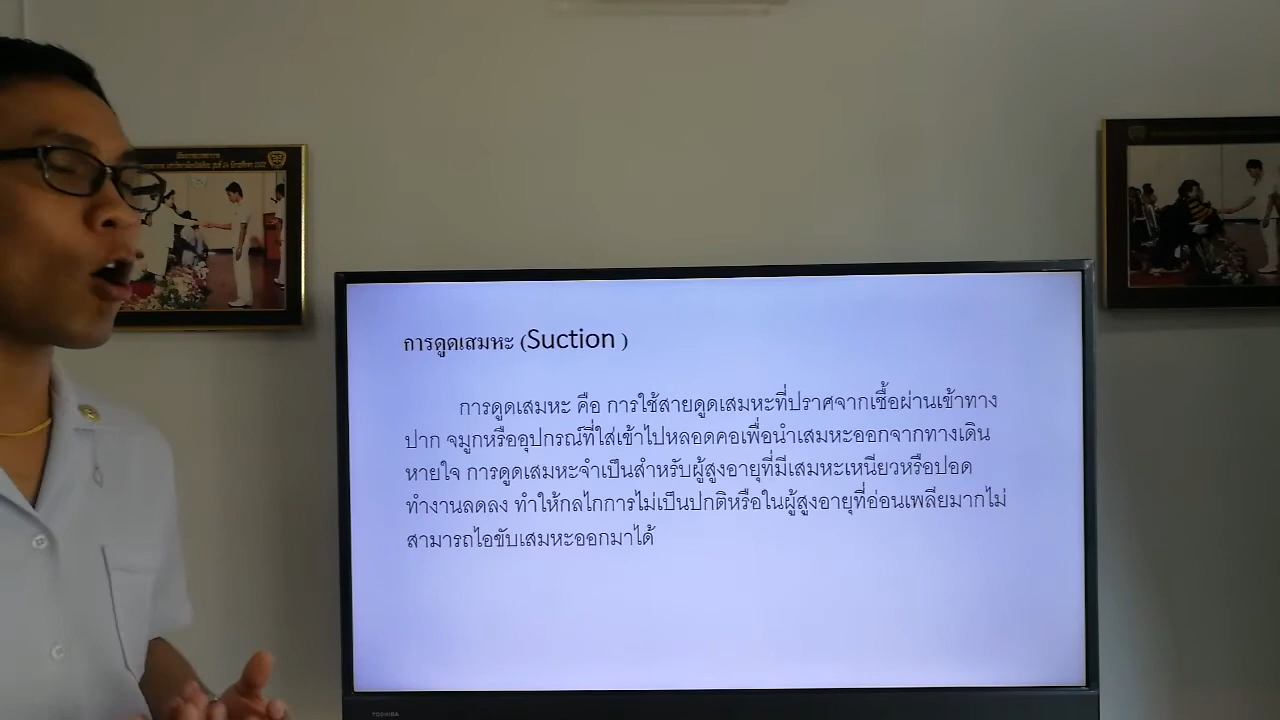 การดูดเสมหะ (Suction )
การดูดเสมหะ คือ การใช้สายดูดเสมหะที่ปราศจากเชื้อผ่านเข้าทาง
ปาก จมูกหรืออุปกรณ์ที่ใส่เข้าไปหลอดคอเพื่อนำเสมหะออกจากทางเดิน
หายใจ การดูดเสมหะจำเป็นสำหรับผู้สูงอายุที่มีเสมหะเหนียวหรือปอด
ทำงานลดลง ทำให้กลไกการไม่เป็นปกติหรือในผู้สูงอายุที่อ่อนเพลียมากไม่
สามารถไอขับเสมหะออกมาได้
TOSHIBA